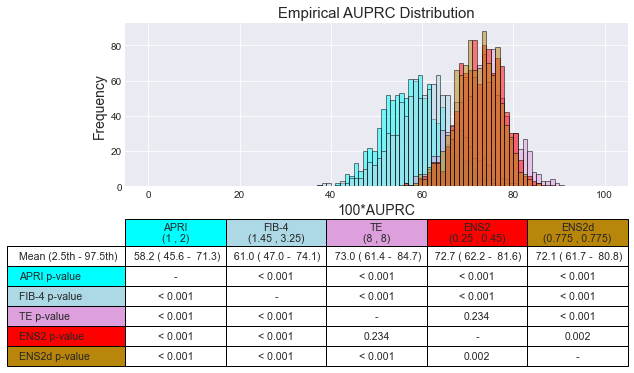 Empirical AUPRC Distribution
Frequency
80
60
40
20
0
0 20 40 60 80 100
100*AUPRC
APRI FIB-4 TE ENS2 ENS2d
(1 , 2) (1.45 , 3.25) (8 , 8) (0.25 , 0.45) (0.775 , 0.775)
Mean (2.5th - 97.5th) 58.2 ( 45.6 - 71.3) 61.0 ( 47.0 - 74.1) 73.0 ( 61.4 - 84.7) 72.7 ( 62.2 - 81.6) 72.1 ( 61.7 - 80.8)
APRI p-value - < 0.001 < 0.001 < 0.001 < 0.001
FIB-4 p-value < 0.001 - < 0.001 < 0.001 < 0.001
TE p-value < 0.001 < 0.001 - 0.234 < 0.001
ENS2 p-value < 0.001 < 0.001 0.234 - 0.002
ENS2d p-value < 0.001 < 0.001 < 0.001 0.002 -